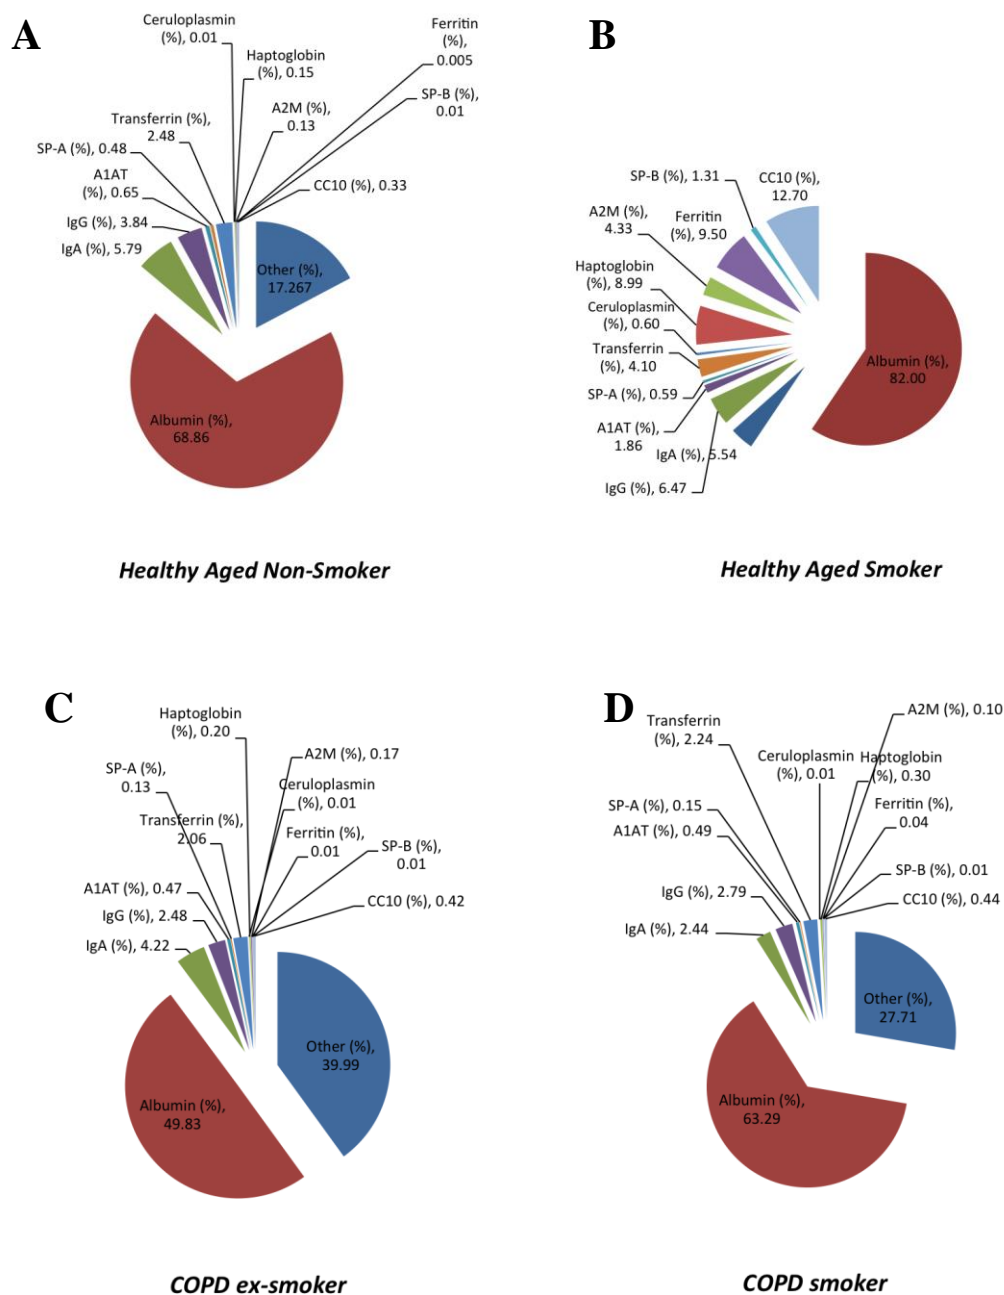 A
Ceruloplasmin
(%), 0.01
Haptoglobin
(%), 0.15
Ferritin
(%),
0.005
SP-B (%),
0.01
A2M (%),
0.13
Transferrin (%),
2.48
SP-A (%), 0.48
A1AT
(%), 0.65
CC10 (%), 0.33
IgG (%), 3.84
IgA (%), 5.79
Other (%),
17.267
Albumin (%),
68.86
Healthy Aged Non-Smoker
B
SP-B (%), 1.31
CC10 (%),
12.70
A2M (%),
4.33
Ferritin
(%), 9.50
Haptoglobin
(%), 8.99
Ceruloplasmin
(%), 0.60
Transferrin
(%), 4.10
SP-A (%), 0.59
A1AT (%),
1.86
IgA (%), 5.54
IgG (%), 6.47
Albumin (%),
82.00
Healthy Aged Smoker
C
Haptoglobin
(%), 0.20
A2M (%), 0.17
SP-A (%),
0.13
Ceruloplasmin
(%), 0.01
Transferrin (%),
2.06
Ferritin (%),
0.01
SP-B (%),
0.01
A1AT (%), 0.47
CC10 (%), 0.42
IgG (%), 2.48
IgA (%), 4.22
Other (%),
39.99
Albumin (%),
49.83
COPD ex-smoker
D
A2M (%), 0.10
Transferrin
(%), 2.24
Ceruloplasmin
(%), 0.01
Haptoglobin
(%), 0.30
SP-A (%), 0.15
Ferritin (%),
0.04
A1AT (%), 0.49
SP-B (%), 0.01
IgG (%), 2.79
CC10 (%), 0.44
IgA (%), 2.44
Other (%),
27.71
Albumin (%),
63.29
COPD smoker